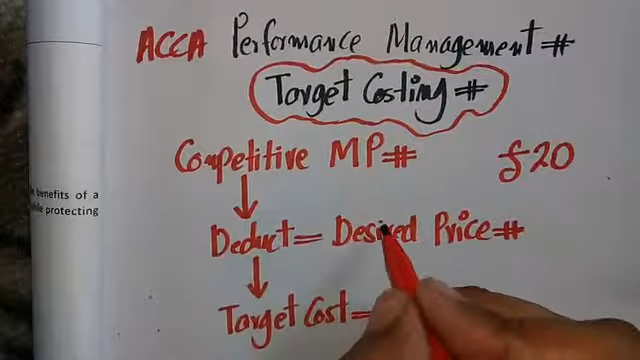 ACCA Performance Management #
Target Costing #
Competitive MP #
£20
benefits of a
while protecting
Deduct = Desired Price #
Target Cost =